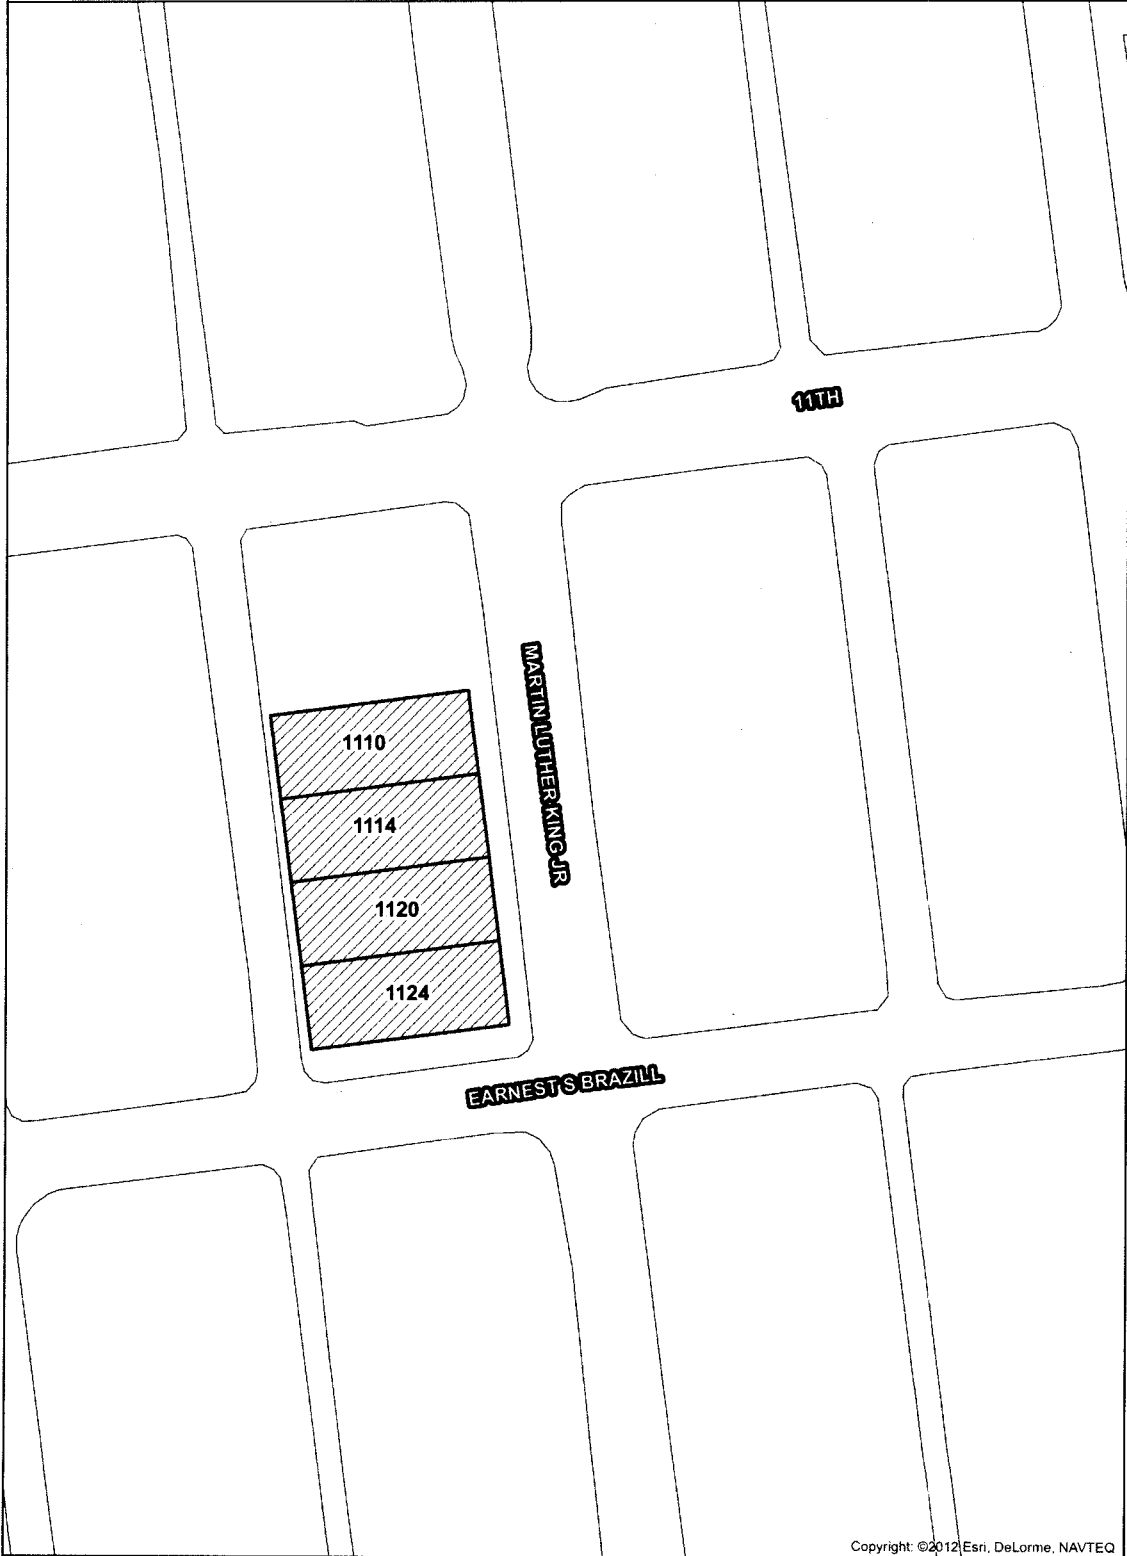 11TH
MARTIN LUTHER KING JR
1110
1114
1120
1124
EARNEST S BRAZILL
Copyright: ©2012 Esri, DeLorme, NAVTEQ